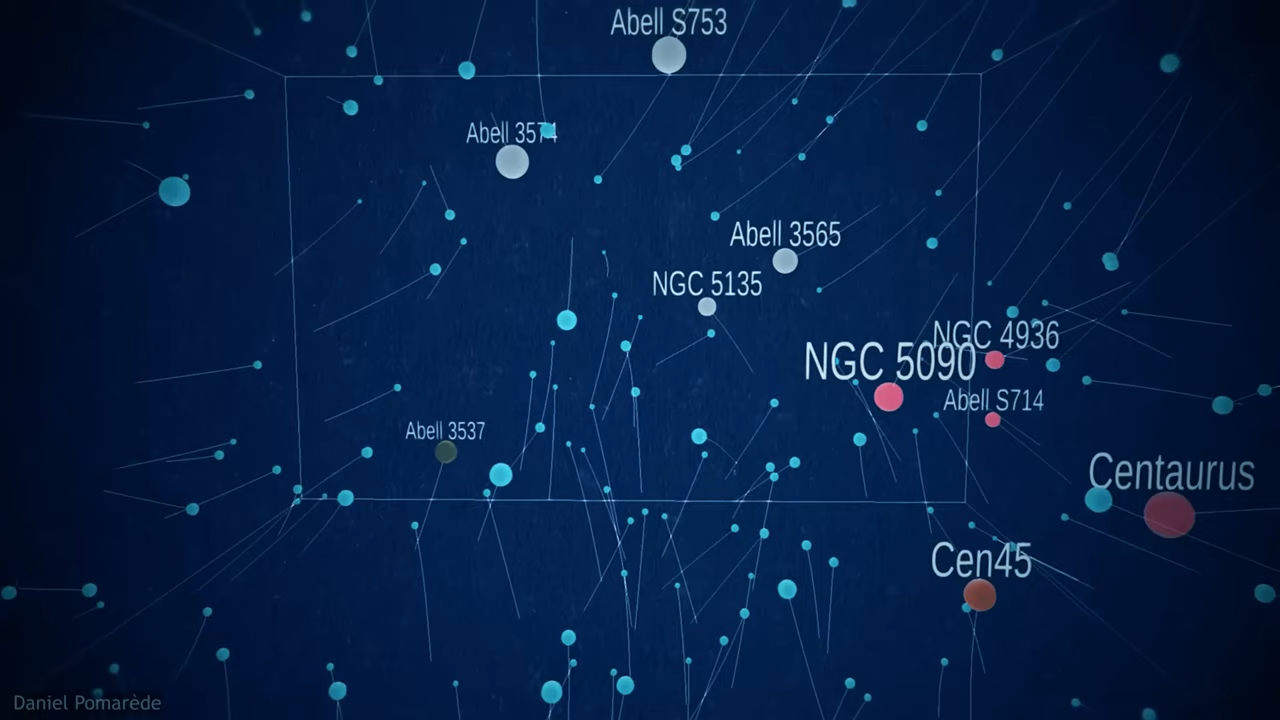 Abell S753
Abell 3574
Abell 3565
NGC 5135
NGC 4936
NGC 5090
Abell S714
Abell 3537
Centaurus
Cen45
Daniel Pomarède